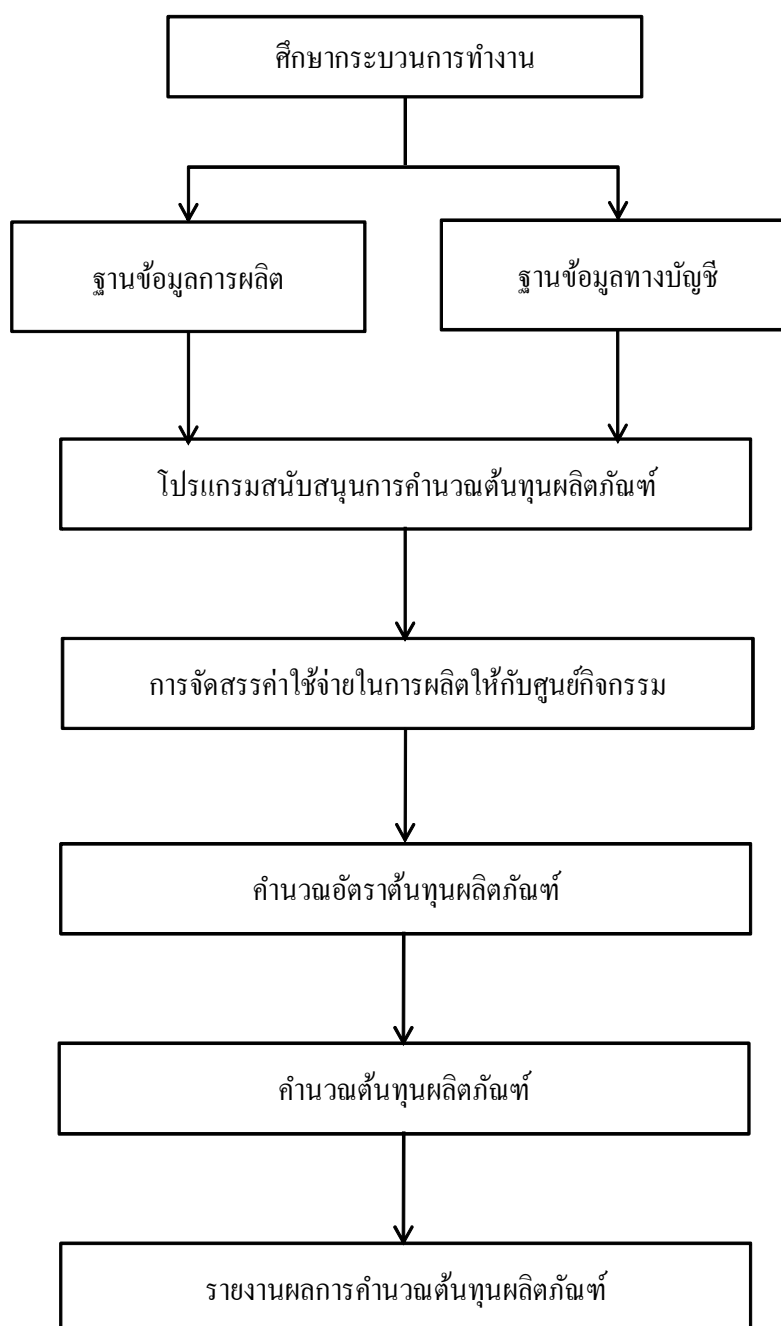 ศึกษากระบวนการทำงาน
ฐานข้อมูลการผลิต
ฐานข้อมูลทางบัญชี
โปรแกรมสนับสนุนการคำนวณต้นทุนผลิตภัณฑ์
การจัดสรรค่าใช้จ่ายในการผลิตให้กับศูนย์กิจกรรม
คำนวณอัตราต้นทุนผลิตภัณฑ์
คำนวณต้นทุนผลิตภัณฑ์
รายงานผลการคำนวณต้นทุนผลิตภัณฑ์